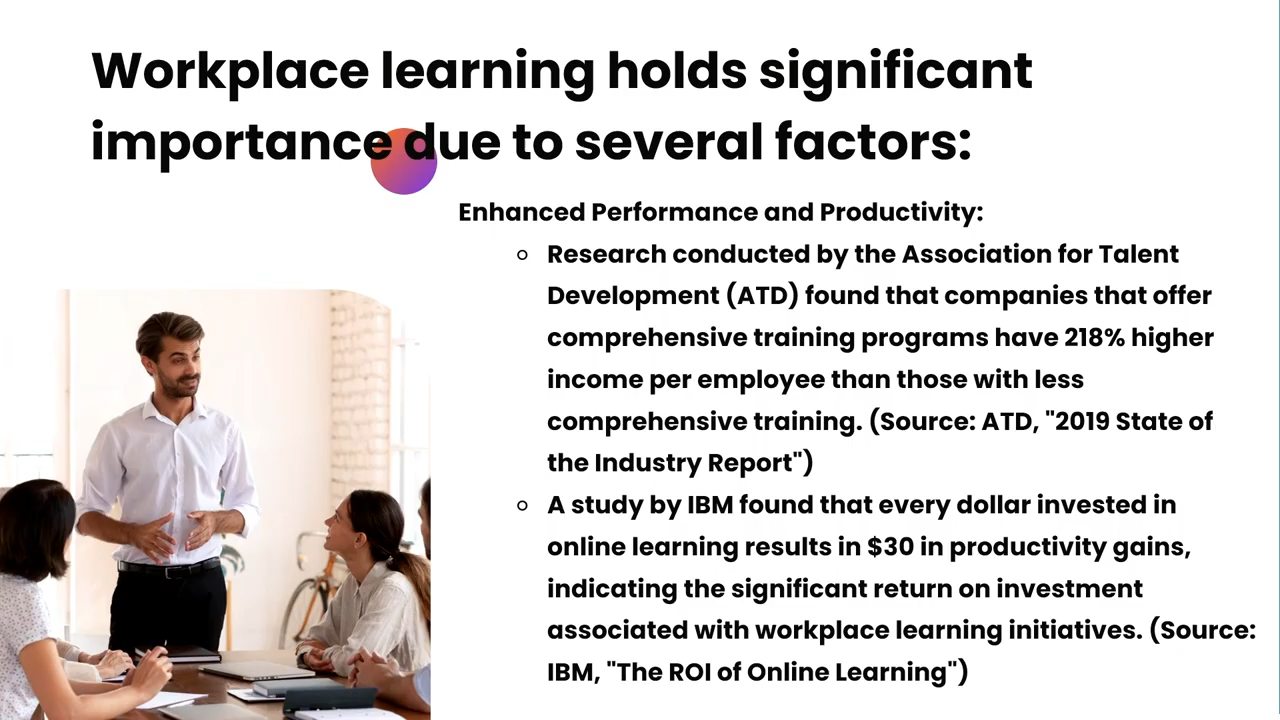 Workplace learning holds significant
importance due to several factors:
Enhanced Performance and Productivity:
Research conducted by the Association for Talent
Development (ATD) found that companies that offer
comprehensive training programs have 218% higher
income per employee than those with less
comprehensive training. (Source: ATD, "2019 State of
the Industry Report")
A study by IBM found that every dollar invested in
online learning results in $30 in productivity gains,
indicating the significant return on investment
associated with workplace learning initiatives. (Source:
IBM, "The ROI of Online Learning")